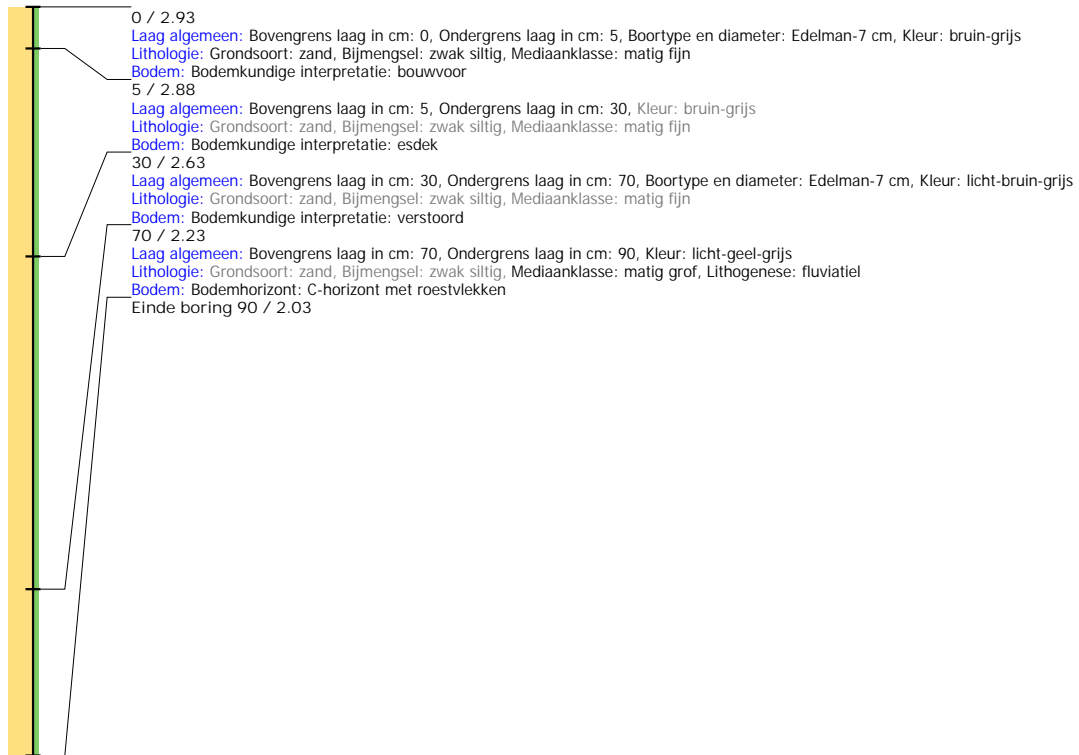 0 / 2.93
Laag algemeen: Bovengrens laag in cm: 0, Ondergrens laag in cm: 5, Boortype en diameter: Edelman-7 cm, Kleur: bruin-grijs
Lithologie: Grondsoort: zand, Bijmengsel: zwak siltig, Mediaanklasse: matig fijn
Bodem: Bodemkundige interpretatie: bouwvoor
5 / 2.88
Laag algemeen: Bovengrens laag in cm: 5, Ondergrens laag in cm: 30, Kleur: bruin-grijs
Lithologie: Grondsoort: zand, Bijmengsel: zwak siltig, Mediaanklasse: matig fijn
Bodem: Bodemkundige interpretatie: esdek
30 / 2.63
Laag algemeen: Bovengrens laag in cm: 30, Ondergrens laag in cm: 70, Boortype en diameter: Edelman-7 cm, Kleur: licht-bruin-grijs
Lithologie: Grondsoort: zand, Bijmengsel: zwak siltig, Mediaanklasse: matig fijn
Bodem: Bodemkundige interpretatie: verstoord
70 / 2.23
Laag algemeen: Bovengrens laag in cm: 70, Ondergrens laag in cm: 90, Kleur: licht-geel-grijs
Lithologie: Grondsoort: zand, Bijmengsel: zwak siltig, Mediaanklasse: matig grof, Lithogenese: fluviatiel
Bodem: Bodemhorizont: C-horizont met roestvlekken
Einde boring 90 / 2.03